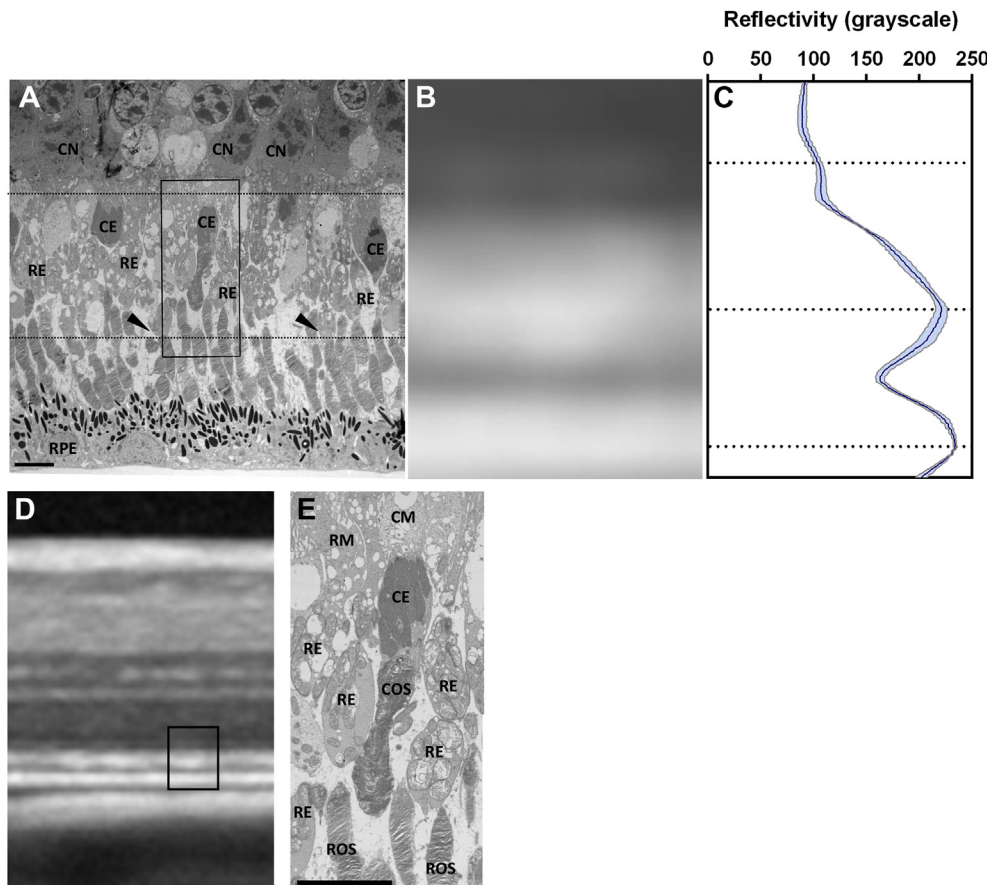 Reflectivity (grayscale)
0 50 100 150 200 250
A
B
C
CN CN CN
CE CE CE
RE RE RE RE
RPE
D
E
CM
RM
CE
RE
COS
RE RE
RE
RE
ROS ROS